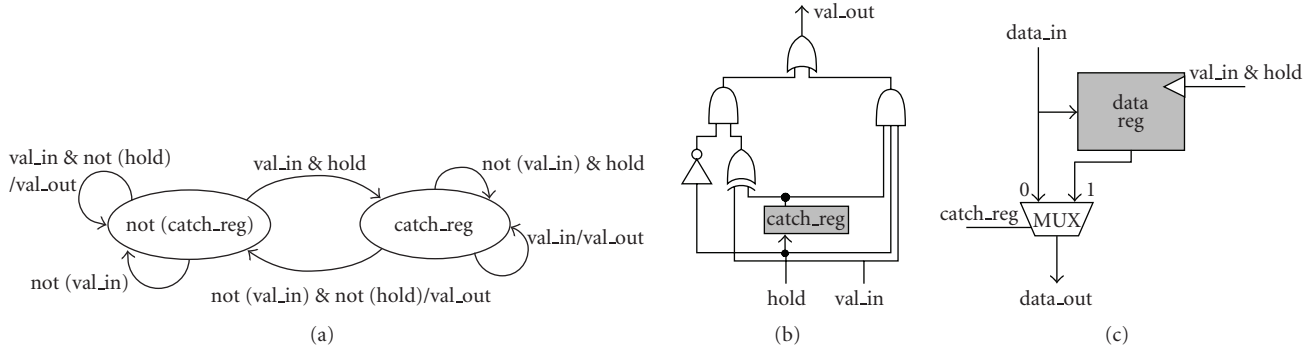 val_in & not (hold)
/val_out
val_in & hold
not (val_in) & hold
not (catch_reg)
catch_reg
val_in/val_out
not (val_in)
not (val_in) & not (hold)/val_out
(a)
val_out
catch_reg
hold
val_in
(b)
data_in
val_in & hold
data
reg
0
1
catch_reg
MUX
data_out
(c)